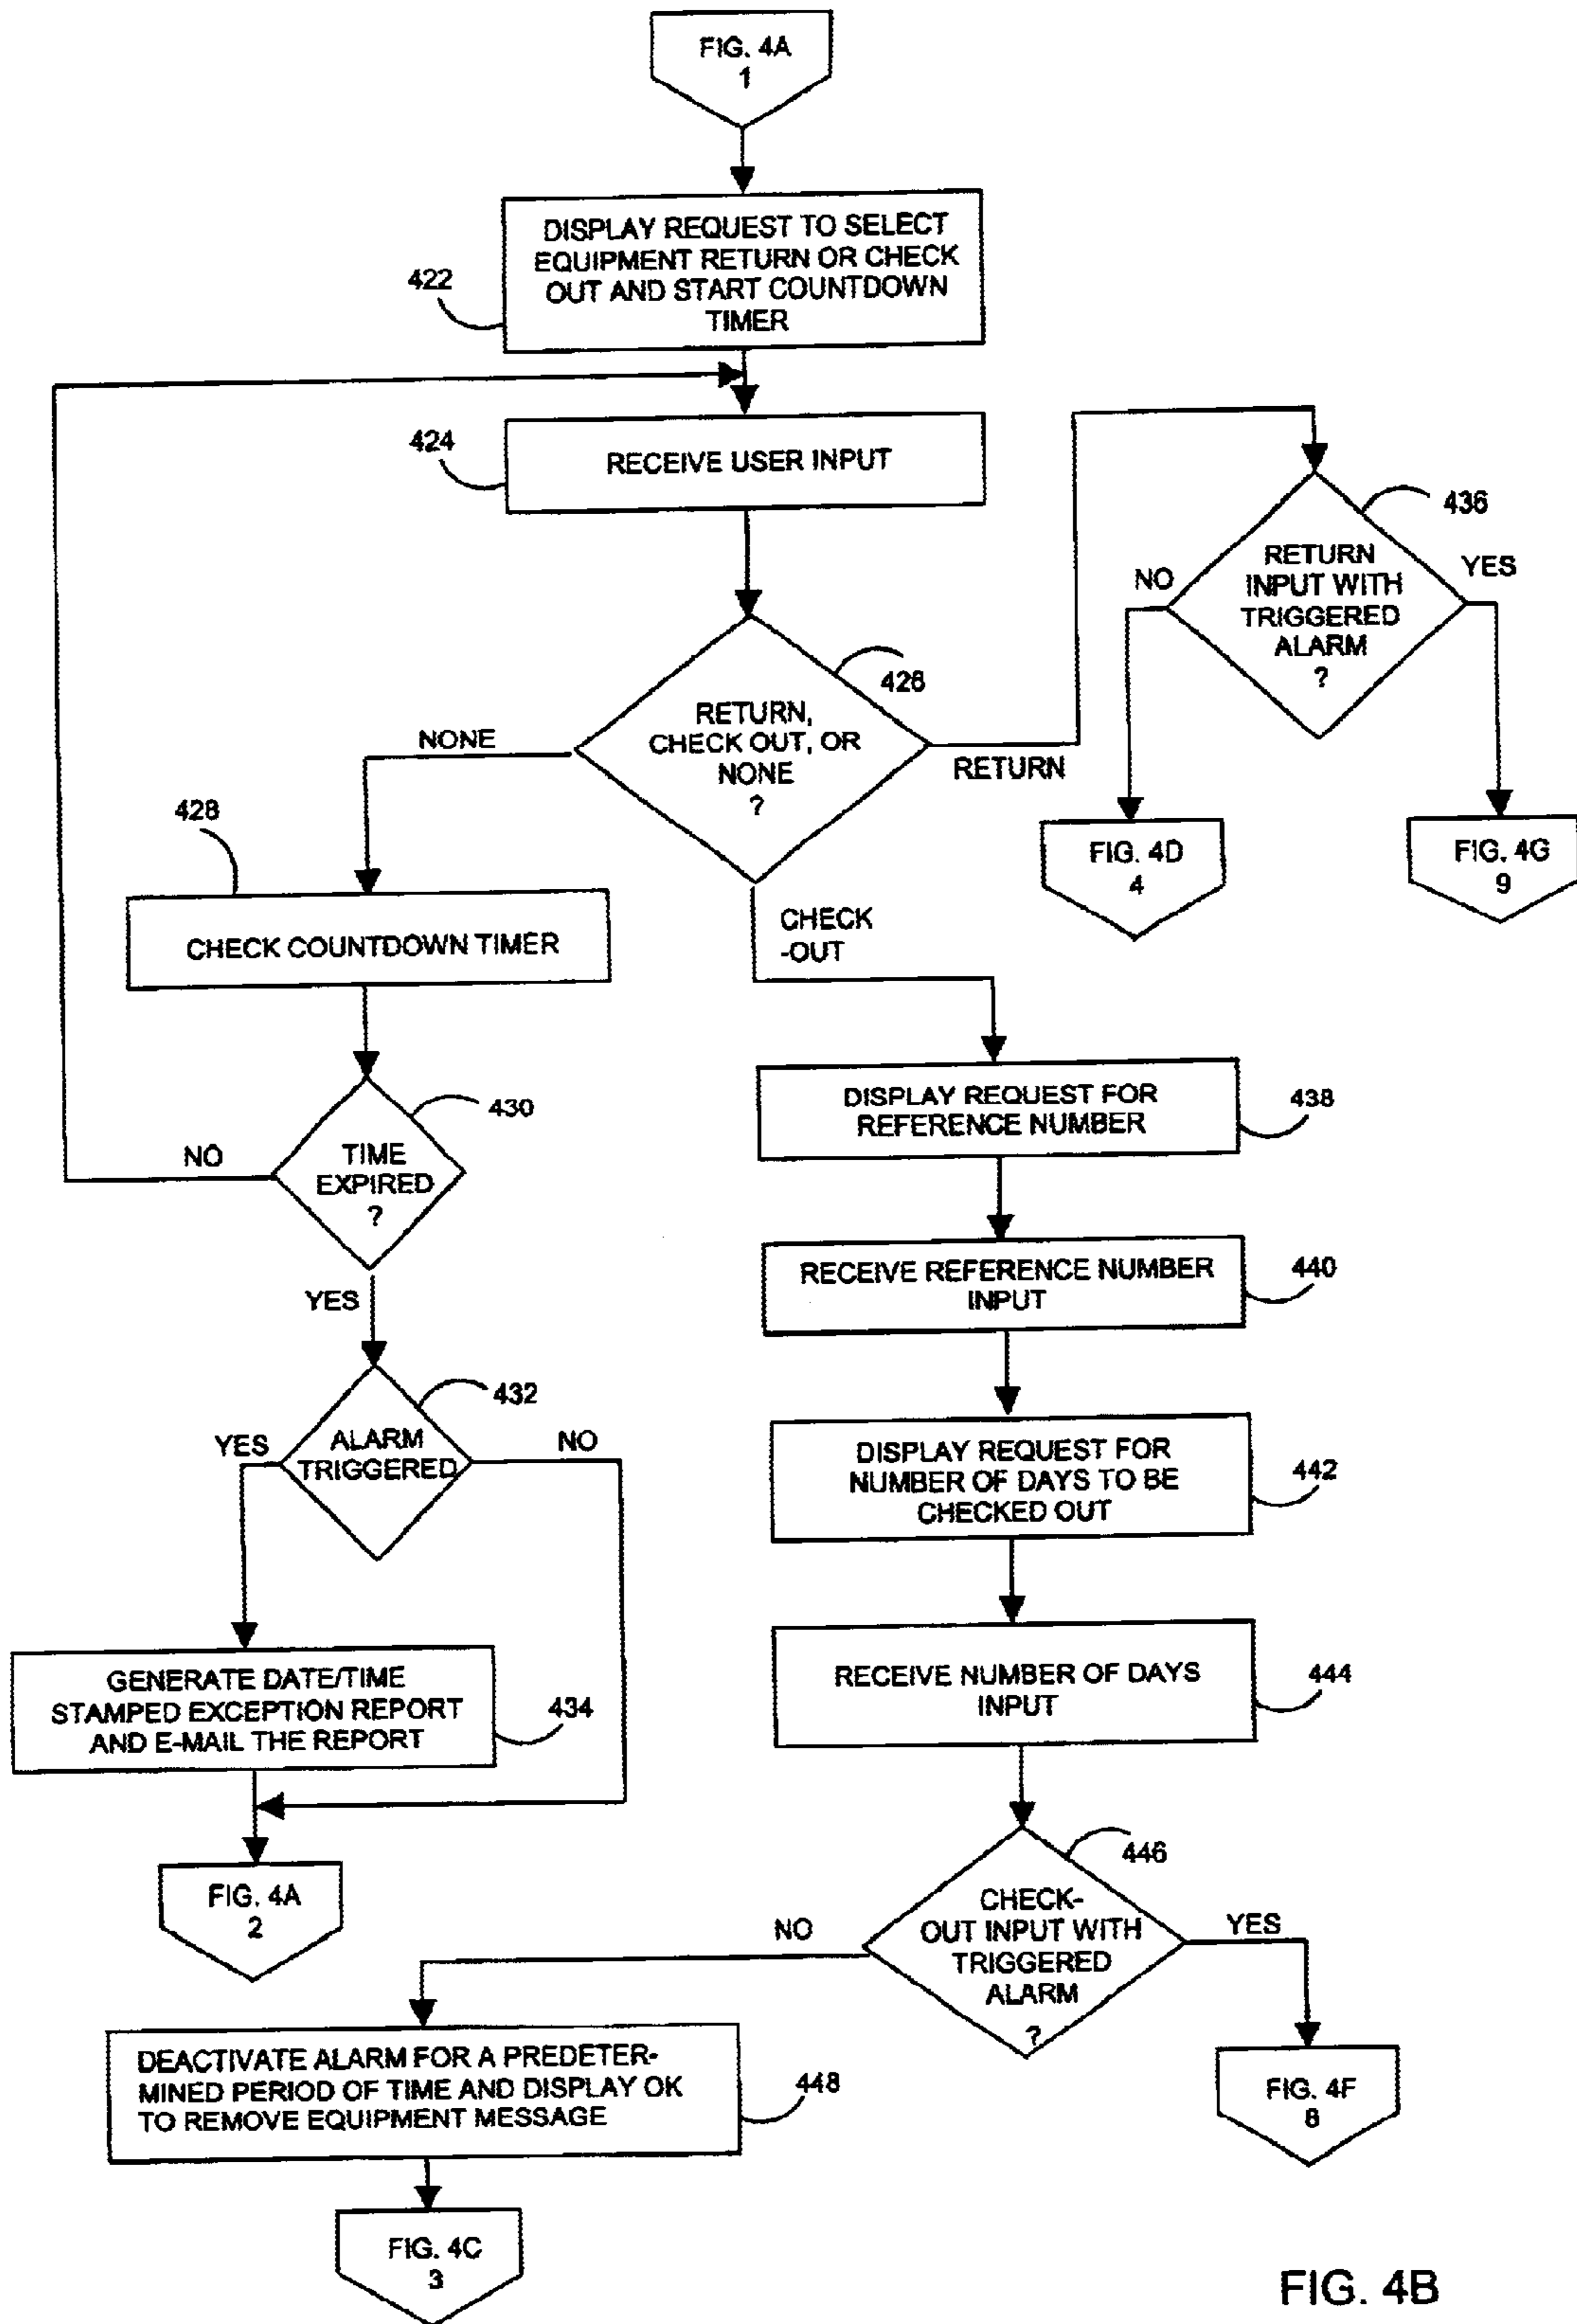 FIG. 4A
1
DISPLAY REQUEST TO SELECT
EQUIPMENT RETURN OR CHECK
OUT AND START COUNTDOWN
TIMER
422
424
RECEIVE USER INPUT
436
RETURN
INPUT WITH
TRIGGERED
ALARM
?
NO
YES
426
RETURN,
CHECK OUT, OR
NONE
?
NONE
RETURN
FIG. 4D
4
FIG. 4G
9
428
CHECK COUNTDOWN TIMER
CHECK
-OUT
430
TIME
EXPIRED
?
NO
YES
DISPLAY REQUEST FOR
REFERENCE NUMBER
438
RECEIVE REFERENCE NUMBER
INPUT
440
432
ALARM
TRIGGERED
YES
NO
DISPLAY REQUEST FOR
NUMBER OF DAYS TO BE
CHECKED OUT
442
GENERATE DATE/TIME
STAMPED EXCEPTION REPORT
AND E-MAIL THE REPORT
434
RECEIVE NUMBER OF DAYS
INPUT
444
FIG. 4A
2
446
CHECK-
OUT INPUT WITH
TRIGGERED
ALARM
?
NO
YES
DEACTIVATE ALARM FOR A PREDETER-
MINED PERIOD OF TIME AND DISPLAY OK
TO REMOVE EQUIPMENT MESSAGE
448
FIG. 4F
8
FIG. 4C
3
FIG. 4B